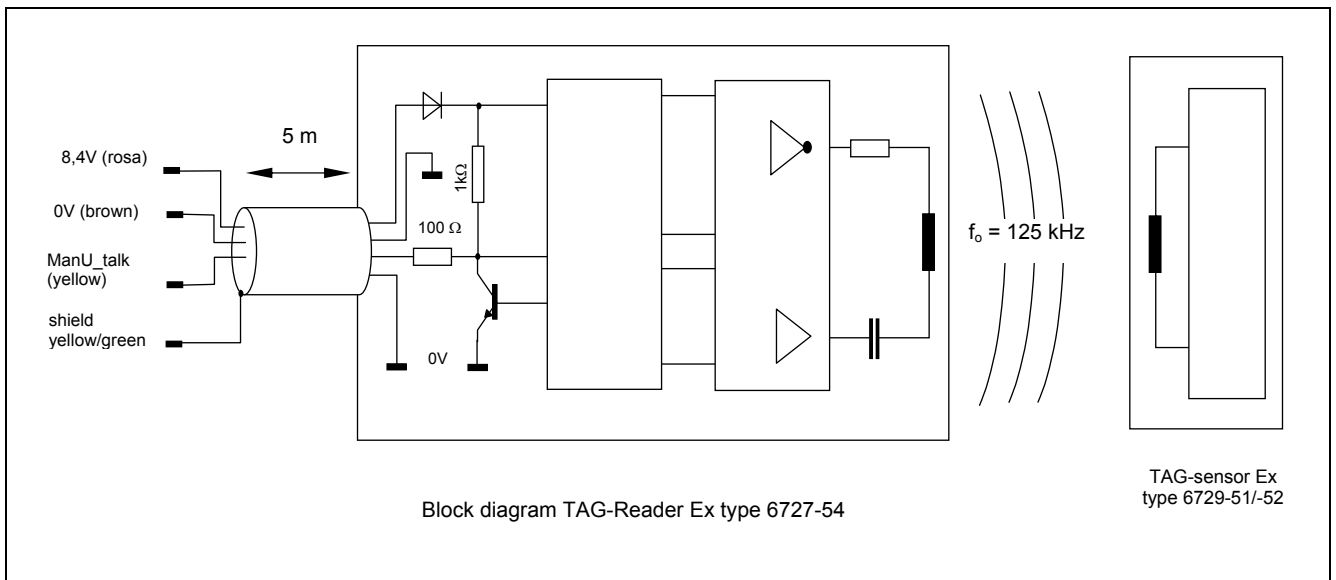 8,4V (rosa)
0V (brown)
ManU_talk
(yellow)
shield
yellow/green
5 m
100 Ω
1kΩ
0V
fₒ = 125 kHz
TAG-sensor Ex
type 6729-51/-52
Block diagram TAG-Reader Ex type 6727-54